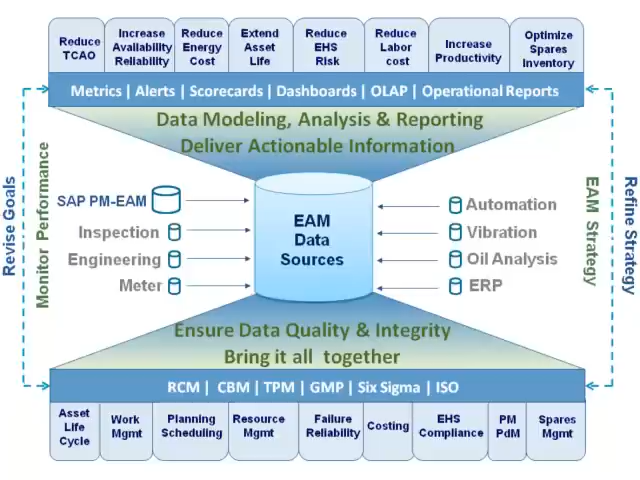 Reduce TCAO
Increase Availability Reliability
Reduce Energy Cost
Extend Asset Life
Reduce EHS Risk
Reduce Labor cost
Increase Productivity
Optimize Spares Inventory
Metrics | Alerts | Scorecards | Dashboards | OLAP | Operational Reports
Data Modeling, Analysis & Reporting
Deliver Actionable Information
Revise Goals
Monitor Performance
SAP PM-EAM
Inspection
Engineering
Meter
EAM
Data
Sources
Automation
Vibration
Oil Analysis
ERP
EAM Strategy
Refine Strategy
Ensure Data Quality & Integrity
Bring it all together
RCM | CBM | TPM | GMP | Six Sigma | ISO
Asset Life Cycle
Work Mgmt
Planning Scheduling
Resource Mgmt
Failure Reliability
Costing
EHS Compliance
PM PdM
Spares Mgmt